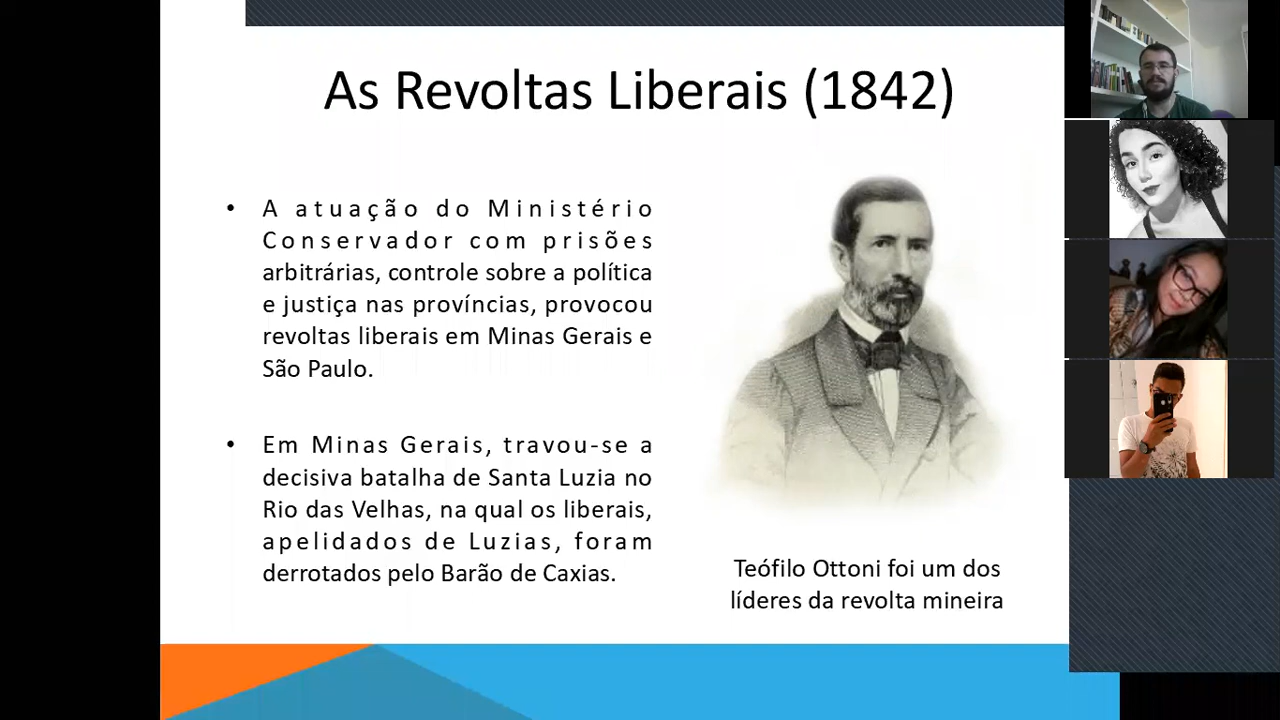 As Revoltas Liberais (1842)
• A atuação do Ministério
Conservador com prisões
arbitrárias, controle sobre a política
e justiça nas províncias, provocou
revoltas liberais em Minas Gerais e
São Paulo.
• Em Minas Gerais, travou-se a
decisiva batalha de Santa Luzia no
Rio das Velhas, na qual os liberais,
apelidados de Luzias, foram
derrotados pelo Barão de Caxias.
Teófilo Ottoni foi um dos
líderes da revolta mineira